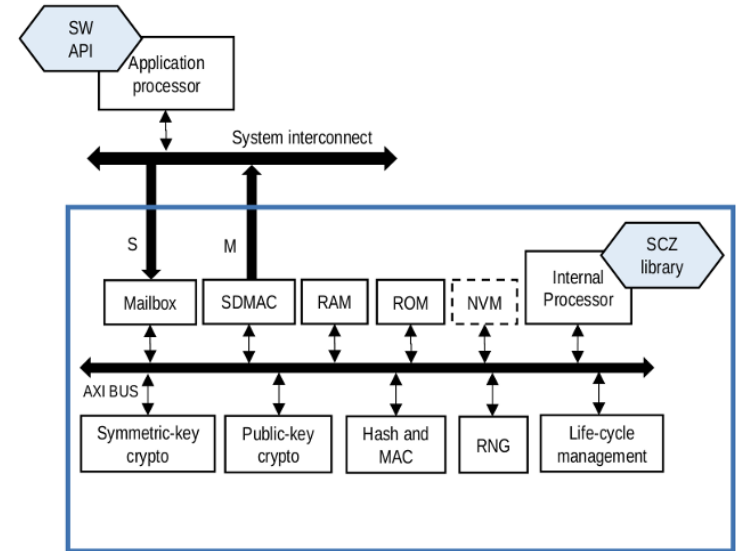 SW
API
Application
processor
System interconnect
S
M
SCZ
library
Mailbox
SDMAC
RAM
ROM
NVM
Internal
Processor
AXI BUS
Symmetric-key
crypto
Public-key
crypto
Hash and
MAC
RNG
Life-cycle
management